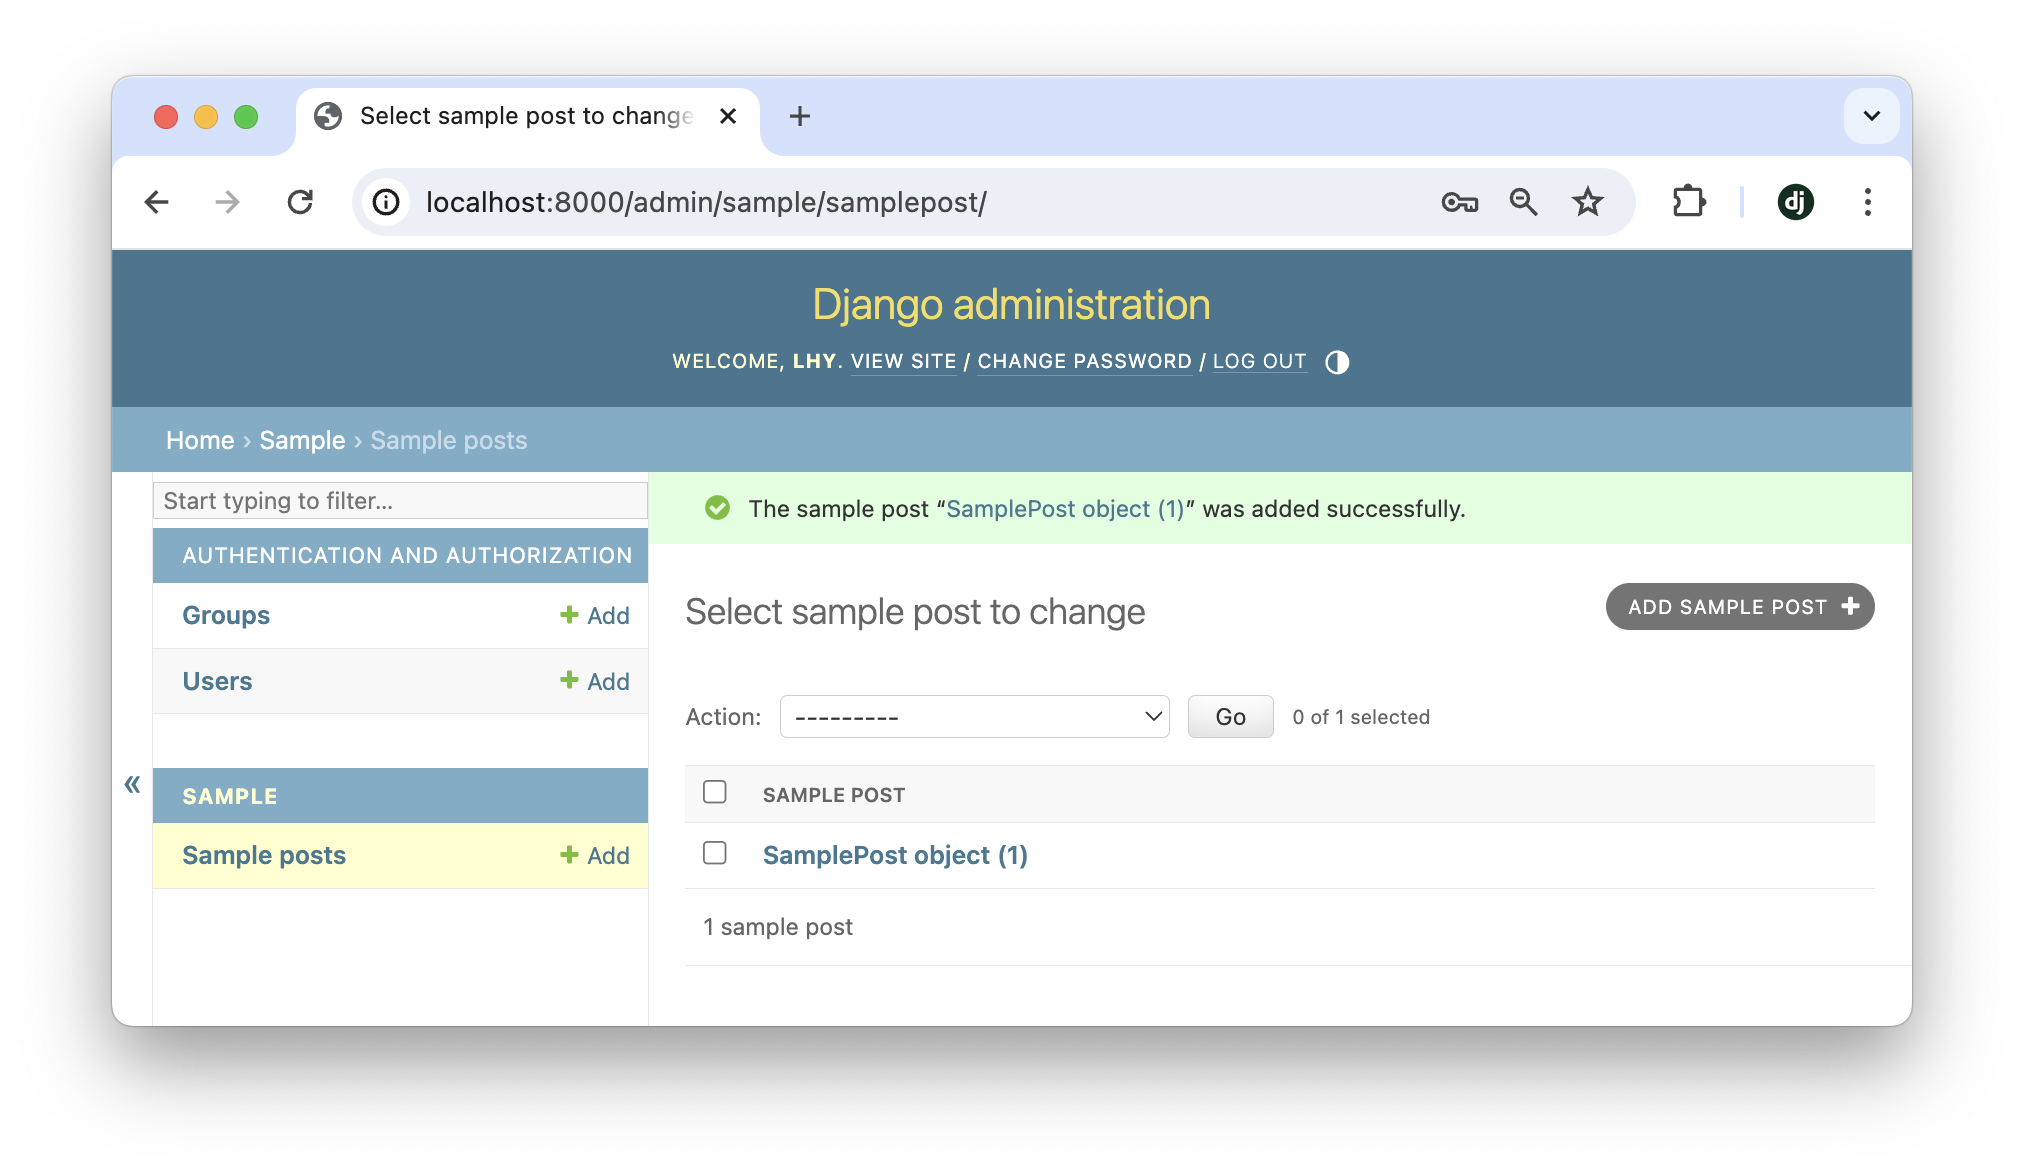 Select sample post to change
localhost:8000/admin/sample/samplepost/
dj
Django administration
WELCOME, LHY. VIEW SITE / CHANGE PASSWORD / LOG OUT
Home › Sample › Sample posts
Start typing to filter...
AUTHENTICATION AND AUTHORIZATION
Groups + Add
Users + Add
«
SAMPLE
Sample posts + Add
The sample post “SamplePost object (1)” was added successfully.
Select sample post to change
ADD SAMPLE POST +
Action: --------- Go 0 of 1 selected
SAMPLE POST
SamplePost object (1)
1 sample post